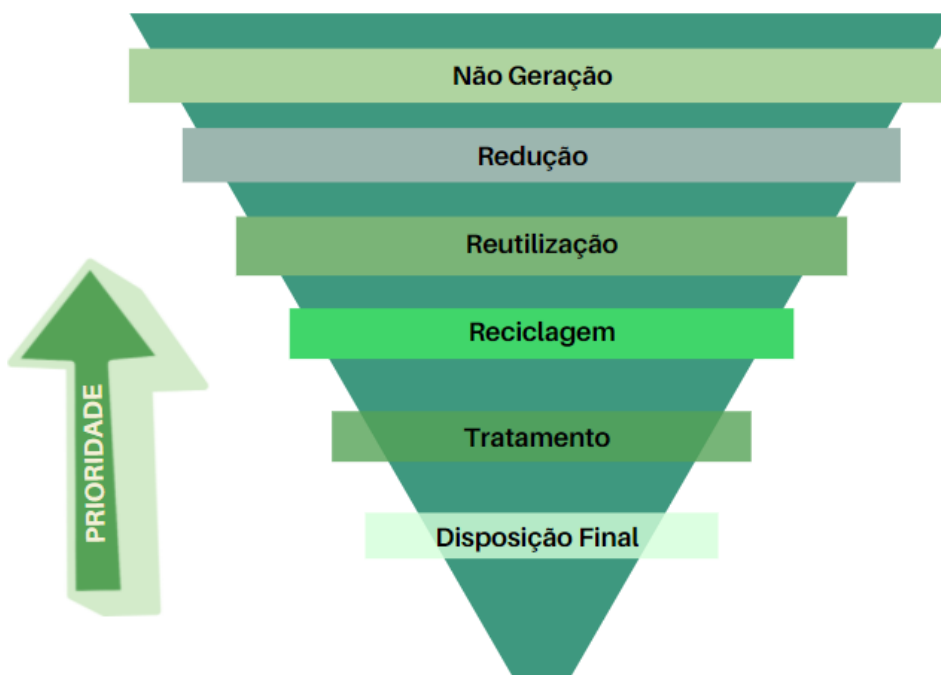 Não Geração
Redução
Reutilização
Reciclagem
Tratamento
Disposição Final
PRIORIDADE